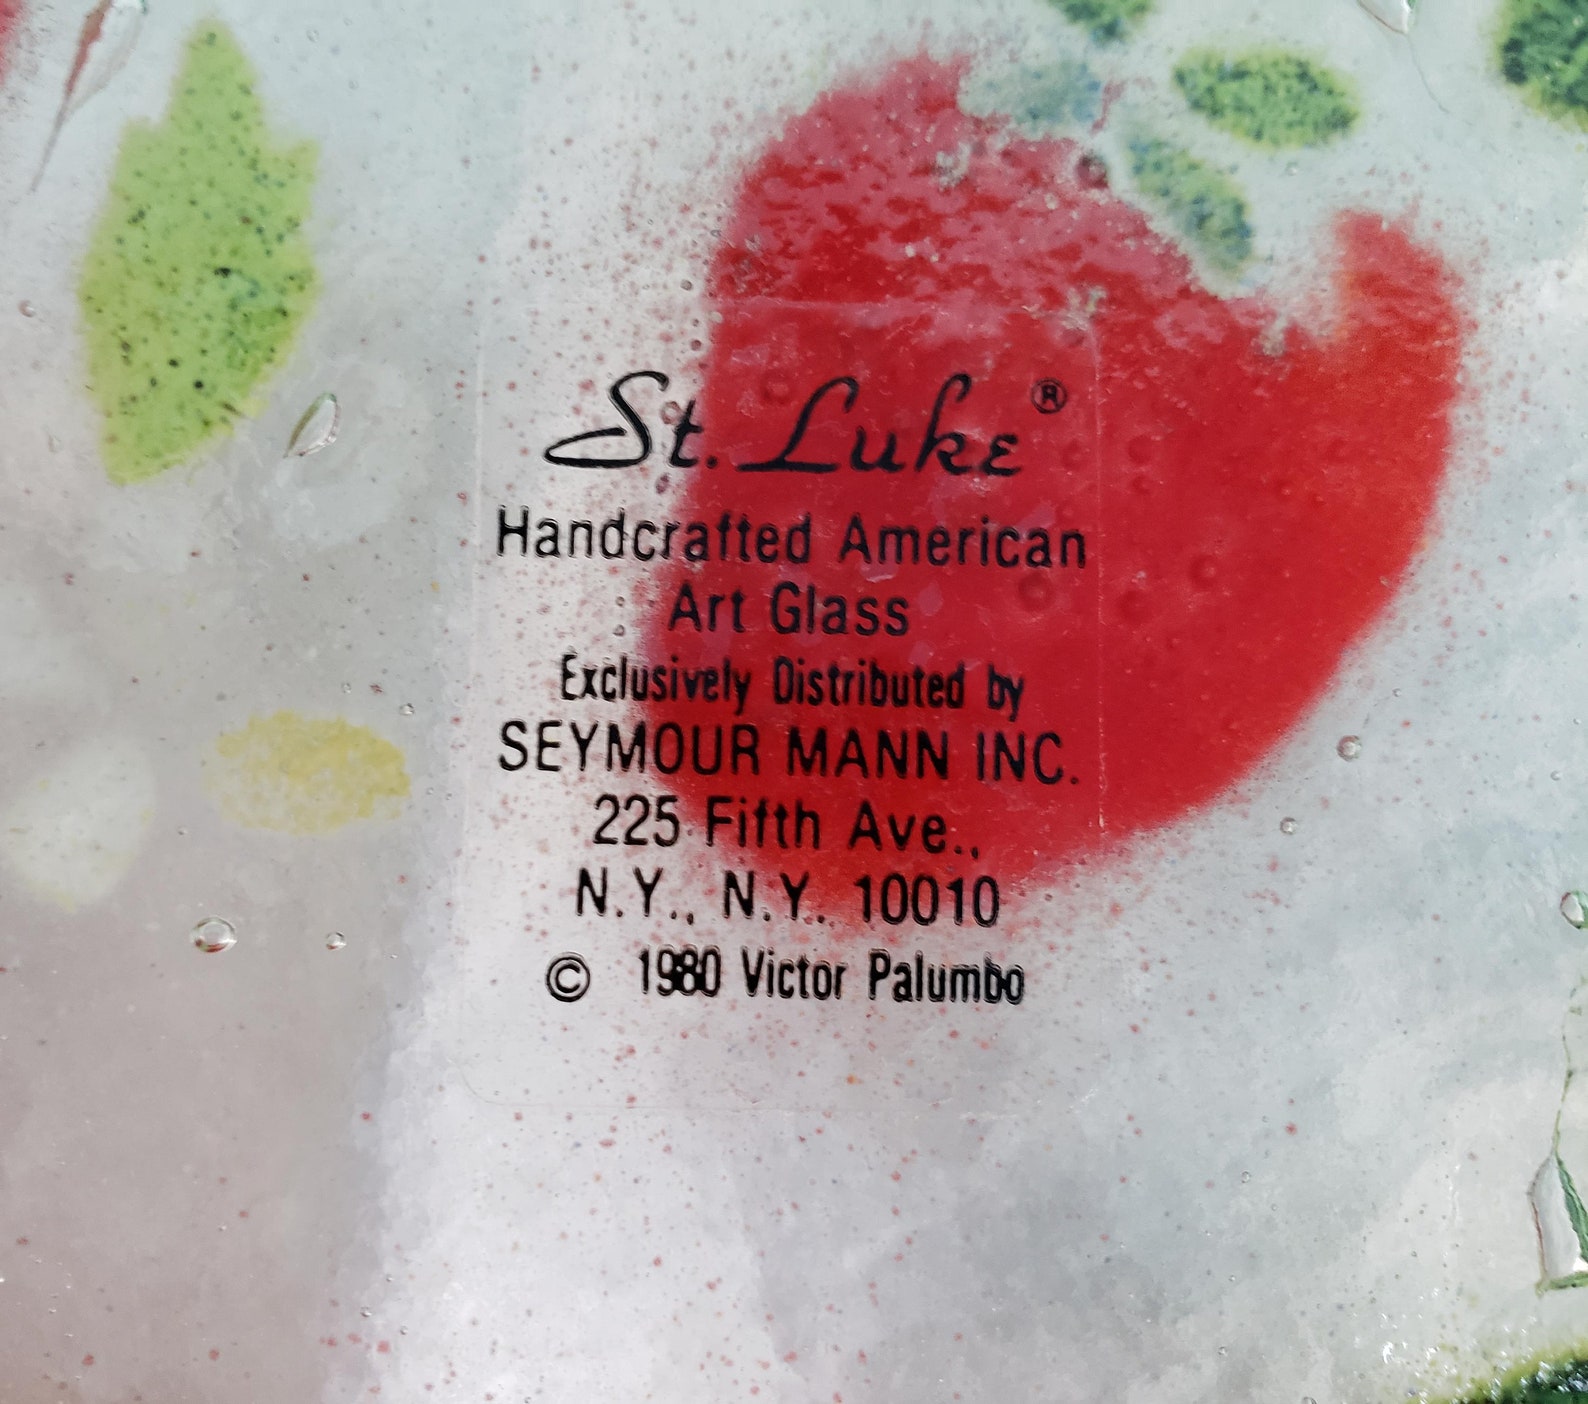 St. Luke®
Handcrafted American
Art Glass
Exclusively Distributed by
SEYMOUR MANN INC.
225 Fifth Ave.,
N.Y., N.Y. 10010
© 1980 Victor Palumbo